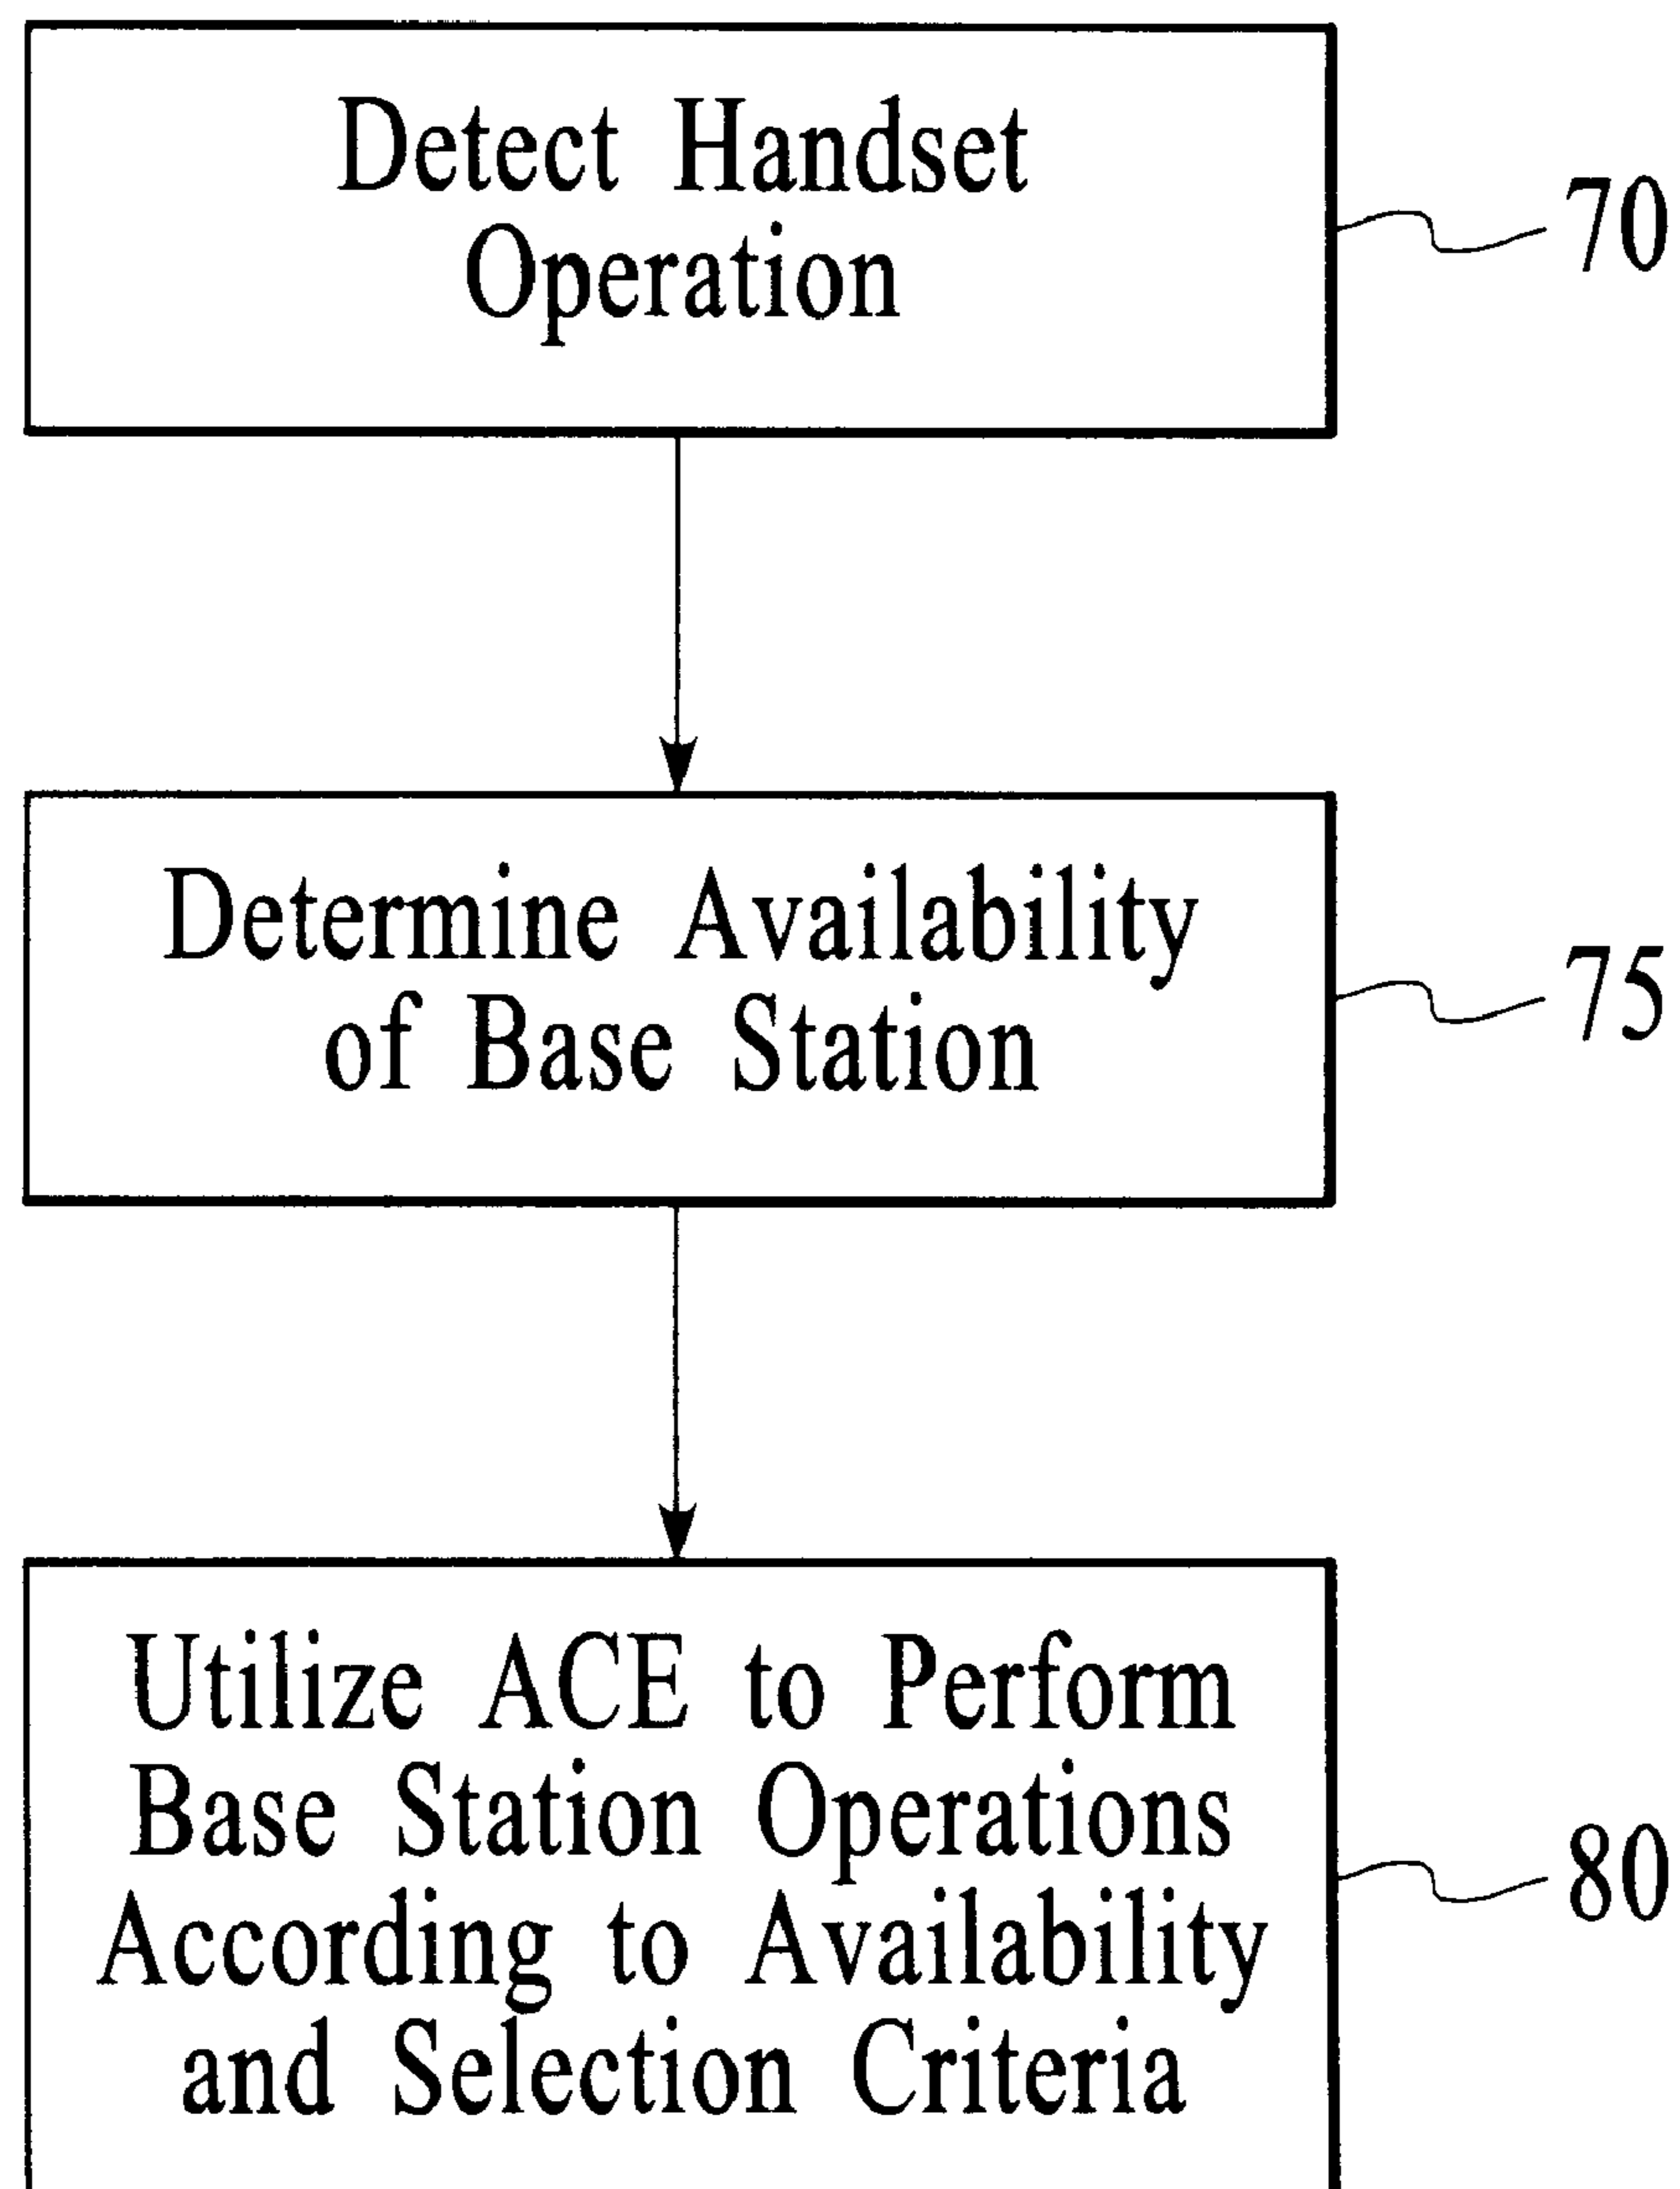 Detect Handset
Operation
70
Determine Availability
of Base Station
75
Utilize ACE to Perform
Base Station Operations
According to Availability
and Selection Criteria
80